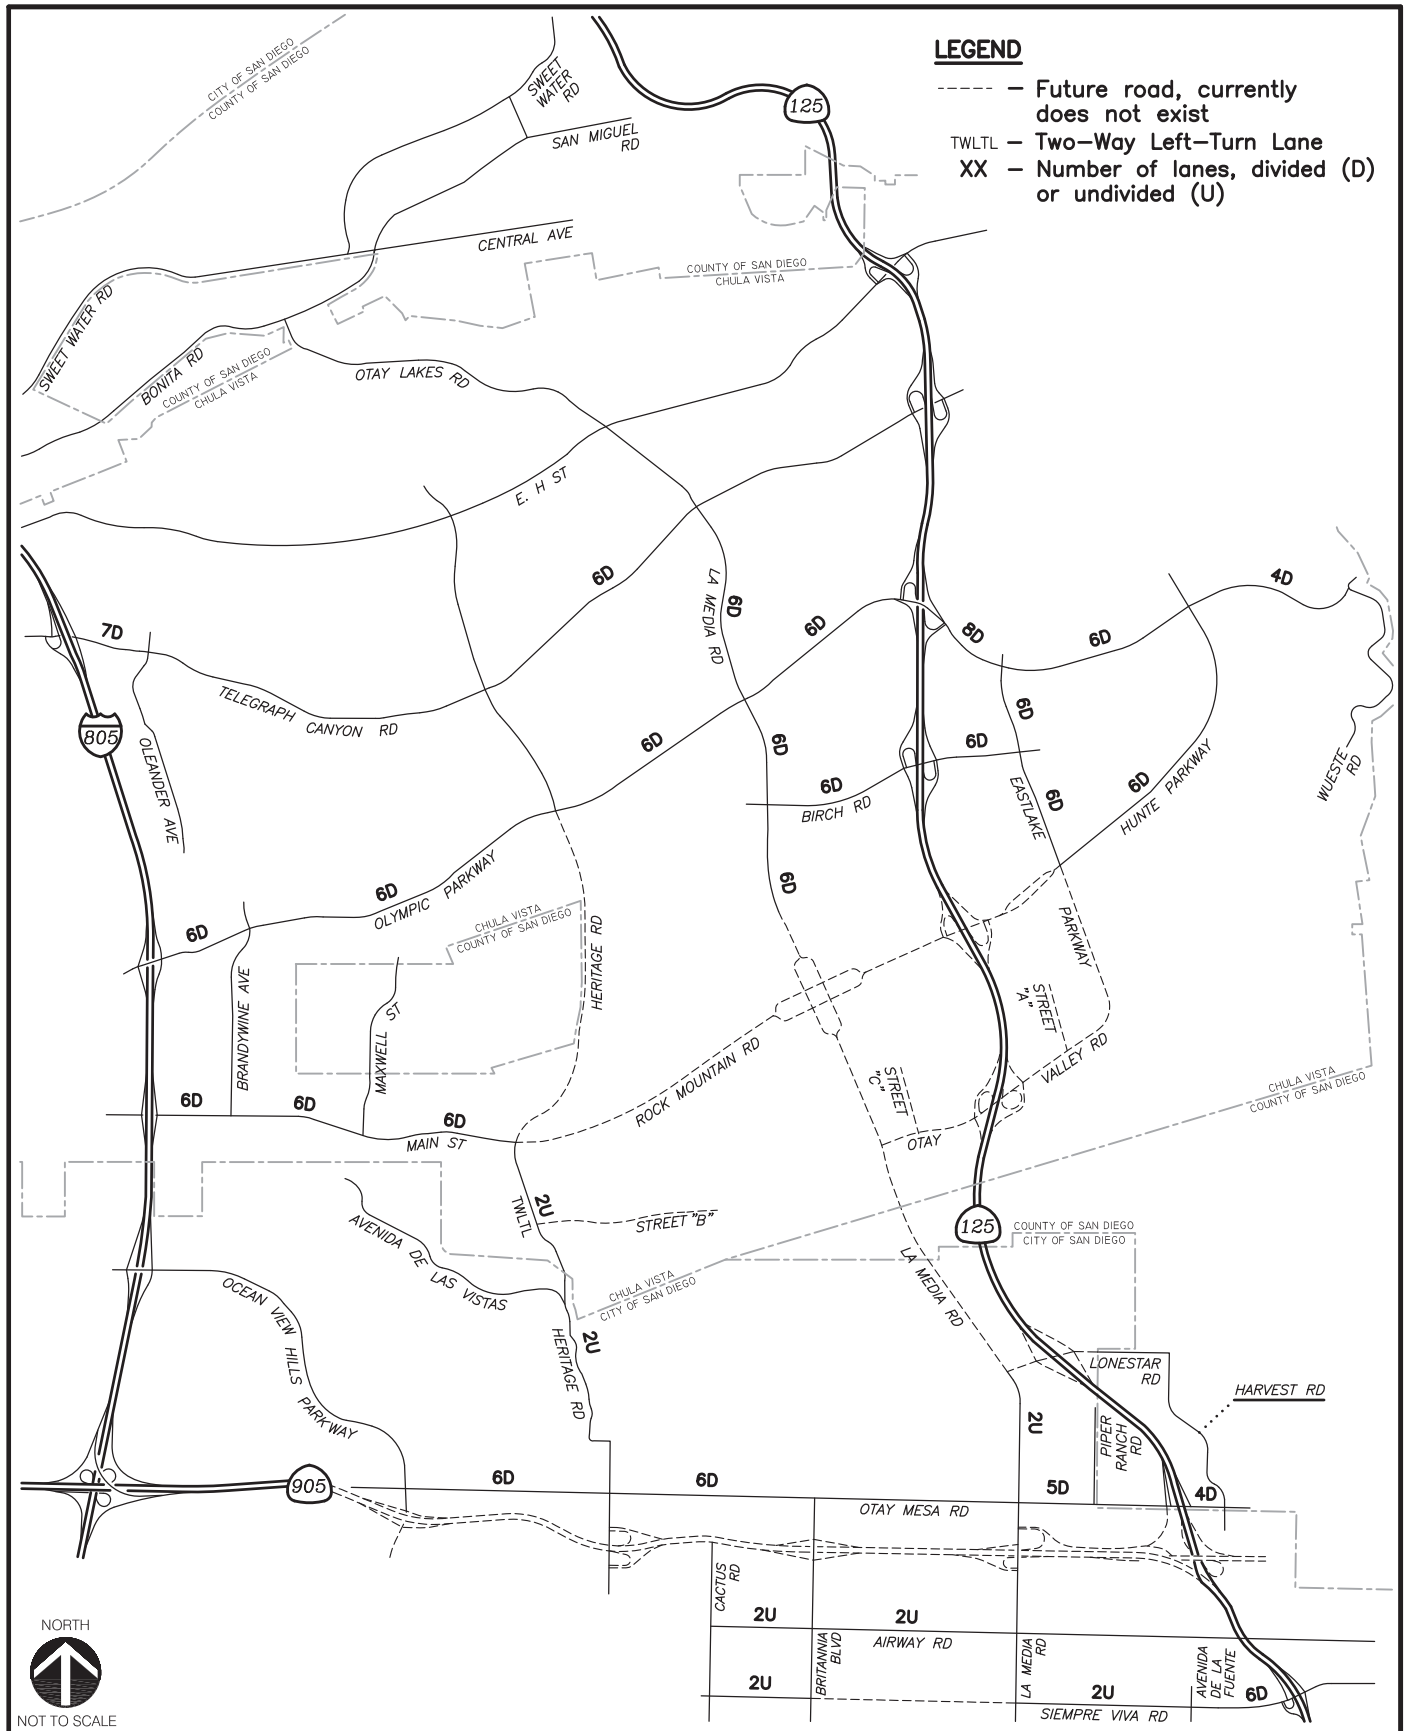 CITY OF SAN DIEGO
COUNTY OF SAN DIEGO
SWEET
WATER
RD
SAN MIGUEL
RD
125
LEGEND
- Future road, currently
does not exist
TWLTL - Two-Way Left-Turn Lane
XX - Number of lanes, divided (D)
or undivided (U)
CENTRAL AVE
COUNTY OF SAN DIEGO
CHULA VISTA
SWEET WATER RD
BONITA RD
COUNTY OF SAN DIEGO
CHULA VISTA
OTAY LAKES RD
E. H ST
6D
LA MEDIA RD
6D
6D
8D
6D
4D
7D
TELEGRAPH
CANYON RD
805
OLEANDER AVE
6D
6D
6D
6D
6D
BIRCH RD
EASTLAKE
6D
6D
HUNTE PARKWAY
WUESTE
RD
6D
6D
OLYMPIC PARKWAY
6D
CHULA VISTA
COUNTY OF SAN DIEGO
HERITAGE RD
PARKWAY
BRANDYWINE AVE
MAXWELL ST
STREET
"A"
ROCK MOUNTAIN RD
VALLEY RD
STREET
"C"
OTAY
CHULA VISTA
COUNTY OF SAN DIEGO
6D
6D
6D
MAIN ST
TWLTL
2U
STREET "B"
AVENIDA DE LAS VISTAS
125
COUNTY OF SAN DIEGO
CITY OF SAN DIEGO
LA MEDIA RD
CHULA VISTA
CITY OF SAN DIEGO
OCEAN VIEW HILLS PARKWAY
HERITAGE RD
2U
LONESTAR
RD
HARVEST RD
2U
PIPER
RANCH
RD
905
6D
6D
5D
4D
OTAY MESA RD
CACTUS
RD
2U
2U
AIRWAY RD
BRITANNIA
BLVD
LA MEDIA
RD
AVENIDA
DE LA
FUENTE
2U
2U
6D
SIEMPRE VIVA RD
NORTH
NOT TO SCALE